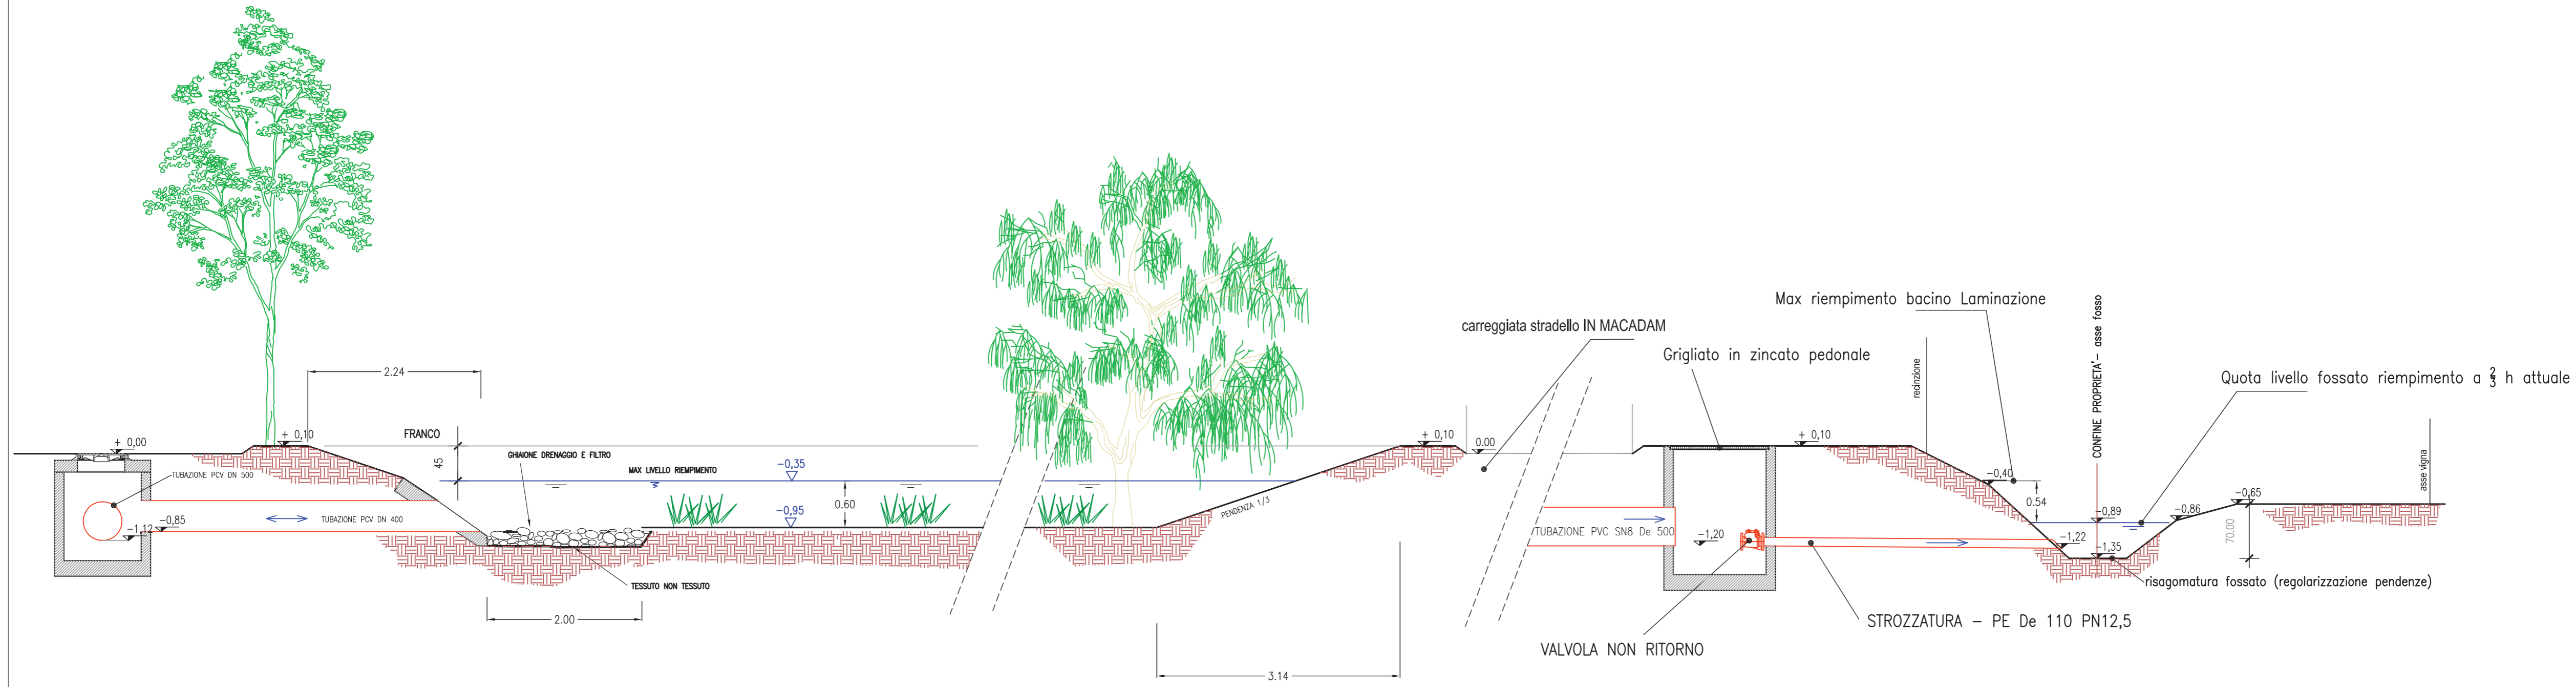 + 0,00
TUBAZIONE PCV DN 500
-1,12
-0,85
+ 0,10
2.24
FRANCO
45
TUBAZIONE PCV DN 400
GHIAIONE DRENAGGIO E FILTRO
MAX LIVELLO RIEMPIMENTO
-0,35
-0,95
0.60
TESSUTO NON TESSUTO
2.00
PENDENZA 1/3
3.14
+ 0,10
0.00
carreggiata stradello IN MACADAM
Grigliato in zincato pedonale
TUBAZIONE PVC SN8 De 500
-1,20
VALVOLA NON RITORNO
+ 0,10
Max riempimento bacino Laminazione
recinzione
-0,40
0.54
STROZZATURA - PE De 110 PN12,5
CONFINE PROPRIETA'- asse fosso
-0,89
-1,22
-1,35
risagomatura fossato (regolarizzazione pendenze)
Quota livello fossato riempimento a 2/3 h attuale
-0,86
-0,65
70.00
asse vigna